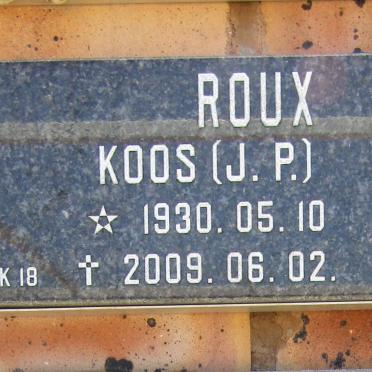 ROUX
KOOS (J. P.)
☆ 1930. 05. 10
K 18 ✝ 2009. 06. 02.